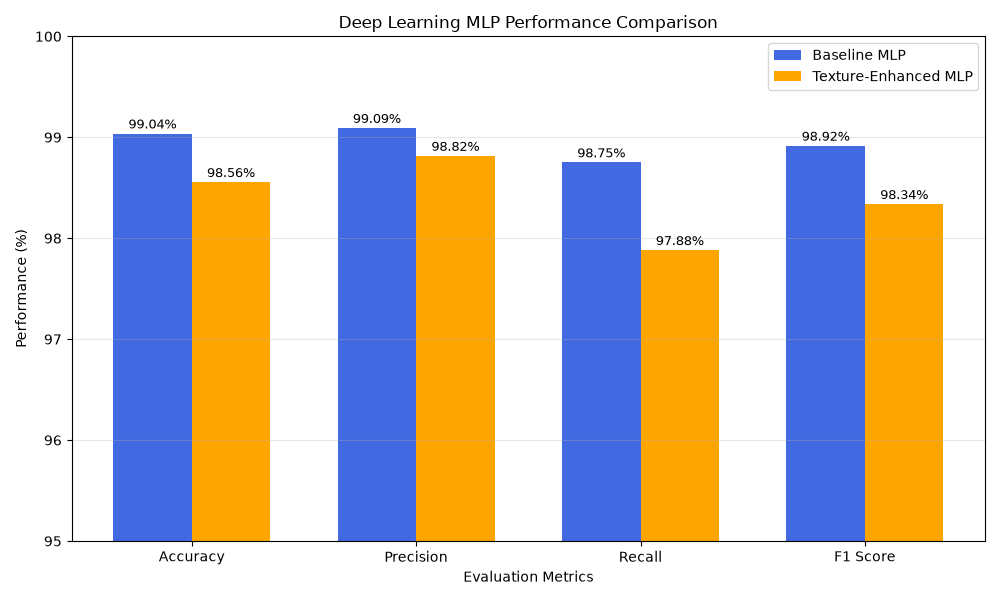 Deep Learning MLP Performance Comparison
Baseline MLP
Texture-Enhanced MLP
Performance (%)
100
99
98
97
96
95
99.04%
98.56%
99.09%
98.82%
98.75%
97.88%
98.92%
98.34%
Accuracy
Precision
Recall
F1 Score
Evaluation Metrics